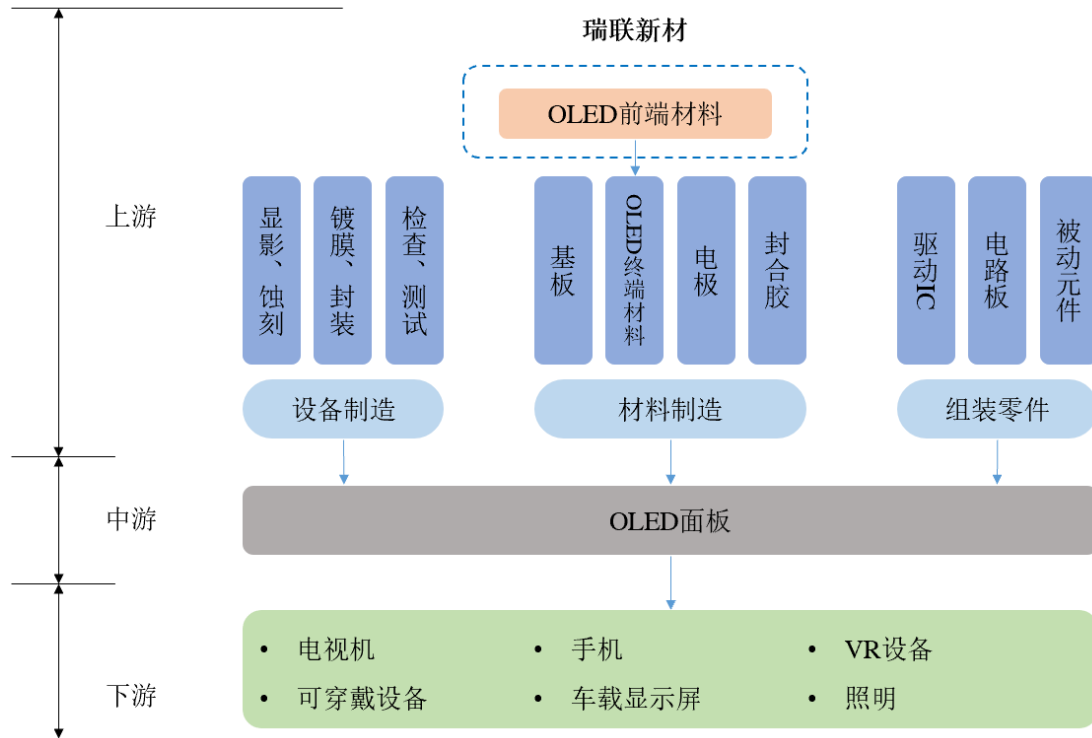 瑞联新材
OLED前端材料
上游
显影、蚀刻
镀膜、封装
检查、测试
基板
OLED终端材料
电极
封合胶
驱动IC
电路板
被动元件
设备制造
材料制造
组装零件
中游
OLED面板
下游
• 电视机
• 手机
• VR设备
• 可穿戴设备
• 车载显示屏
• 照明